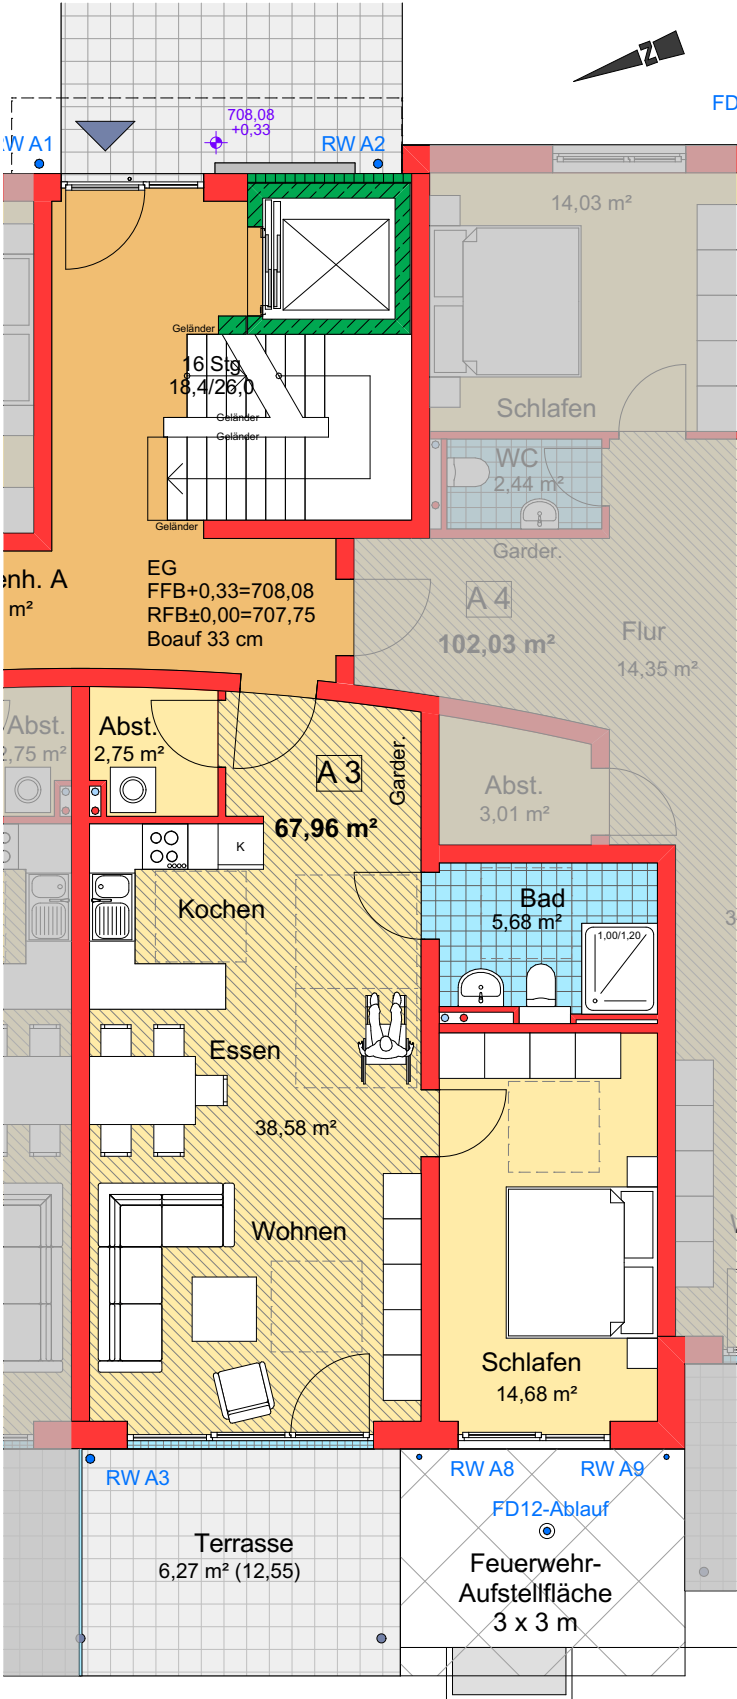 N
FD
708,08
+0,33
RW A1
RW A2
14,03 m²
Geländer
16 Stg
18,4/26,0
Geländer
Geländer
Schlafen
WC
2,44 m²
Geländer
Garder.
enh. A
m²
EG
FFB+0,33=708,08
RFB±0,00=707,75
Boauf 33 cm
A 4
102,03 m²
Flur
14,35 m²
Abst.
2,75 m²
Abst.
2,75 m²
A 3
67,96 m²
Garder.
Abst.
3,01 m²
K
Kochen
Bad
5,68 m²
1,00/1,20
3
Essen
38,58 m²
Wohnen
Schlafen
14,68 m²
RW A3
RW A8
RW A9
FD12-Ablauf
Terrasse
6,27 m² (12,55)
Feuerwehr-
Aufstellfläche
3 x 3 m